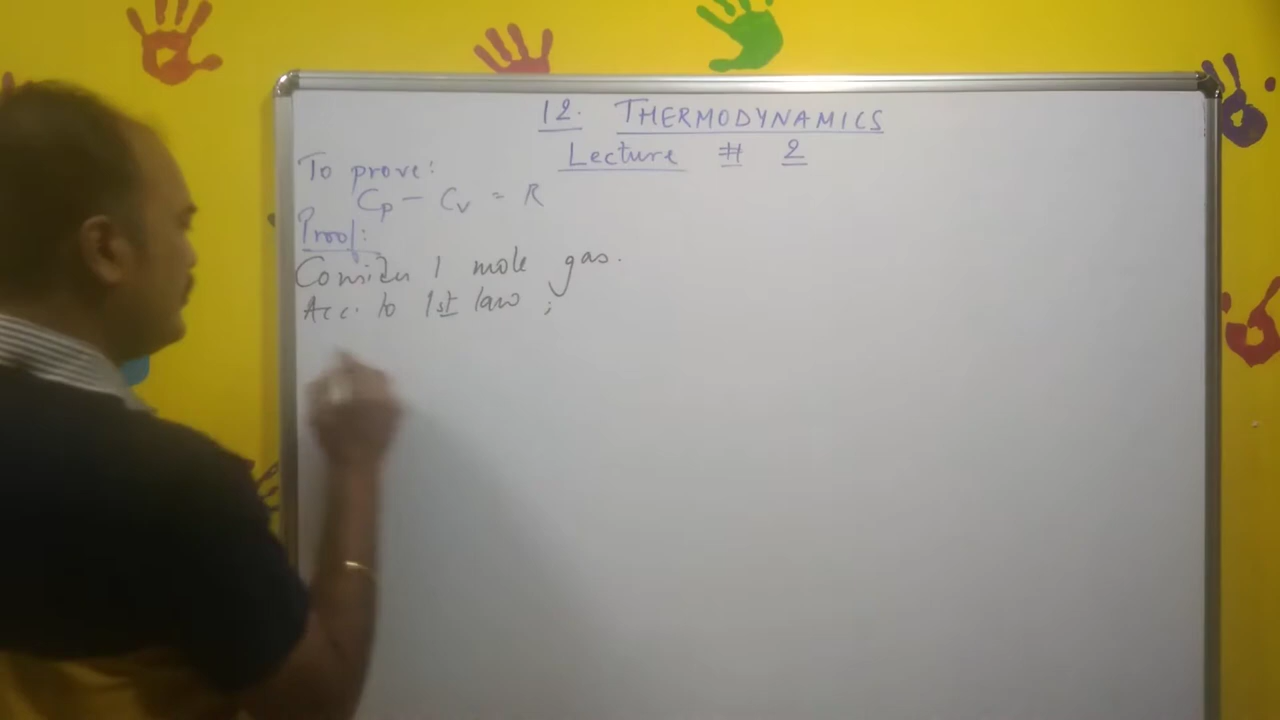 12. THERMODYNAMICS
Lecture # 2
To prove:
Cp - Cv = R
Proof:
Consider 1 mole gas.
Acc. to 1st law ;